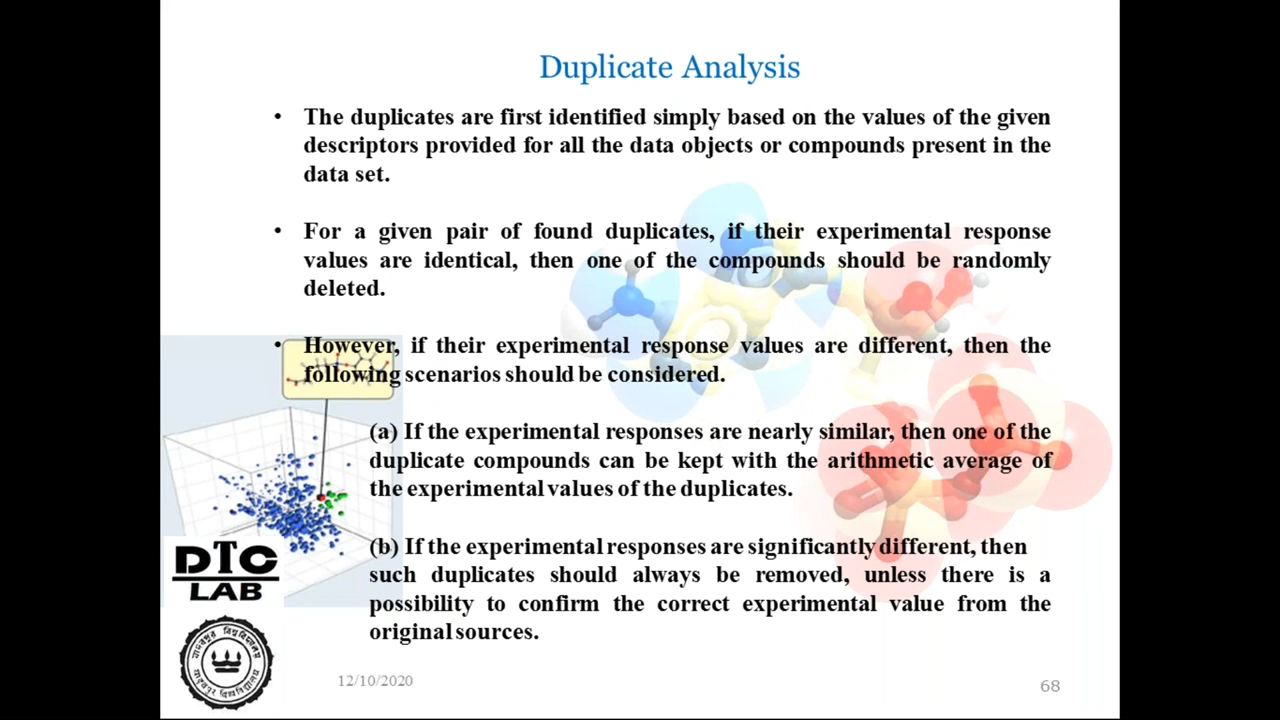 Duplicate Analysis
• The duplicates are first identified simply based on the values of the given
descriptors provided for all the data objects or compounds present in the
data set.
• For a given pair of found duplicates, if their experimental response
values are identical, then one of the compounds should be randomly
deleted.
• However, if their experimental response values are different, then the
following scenarios should be considered.
(a) If the experimental responses are nearly similar, then one of the
duplicate compounds can be kept with the arithmetic average of
the experimental values of the duplicates.
(b) If the experimental responses are significantly different, then
such duplicates should always be removed, unless there is a
possibility to confirm the correct experimental value from the
original sources.
DTC
LAB
যাদবপুর বিশ্ববিদ্যালয়
12/10/2020
68